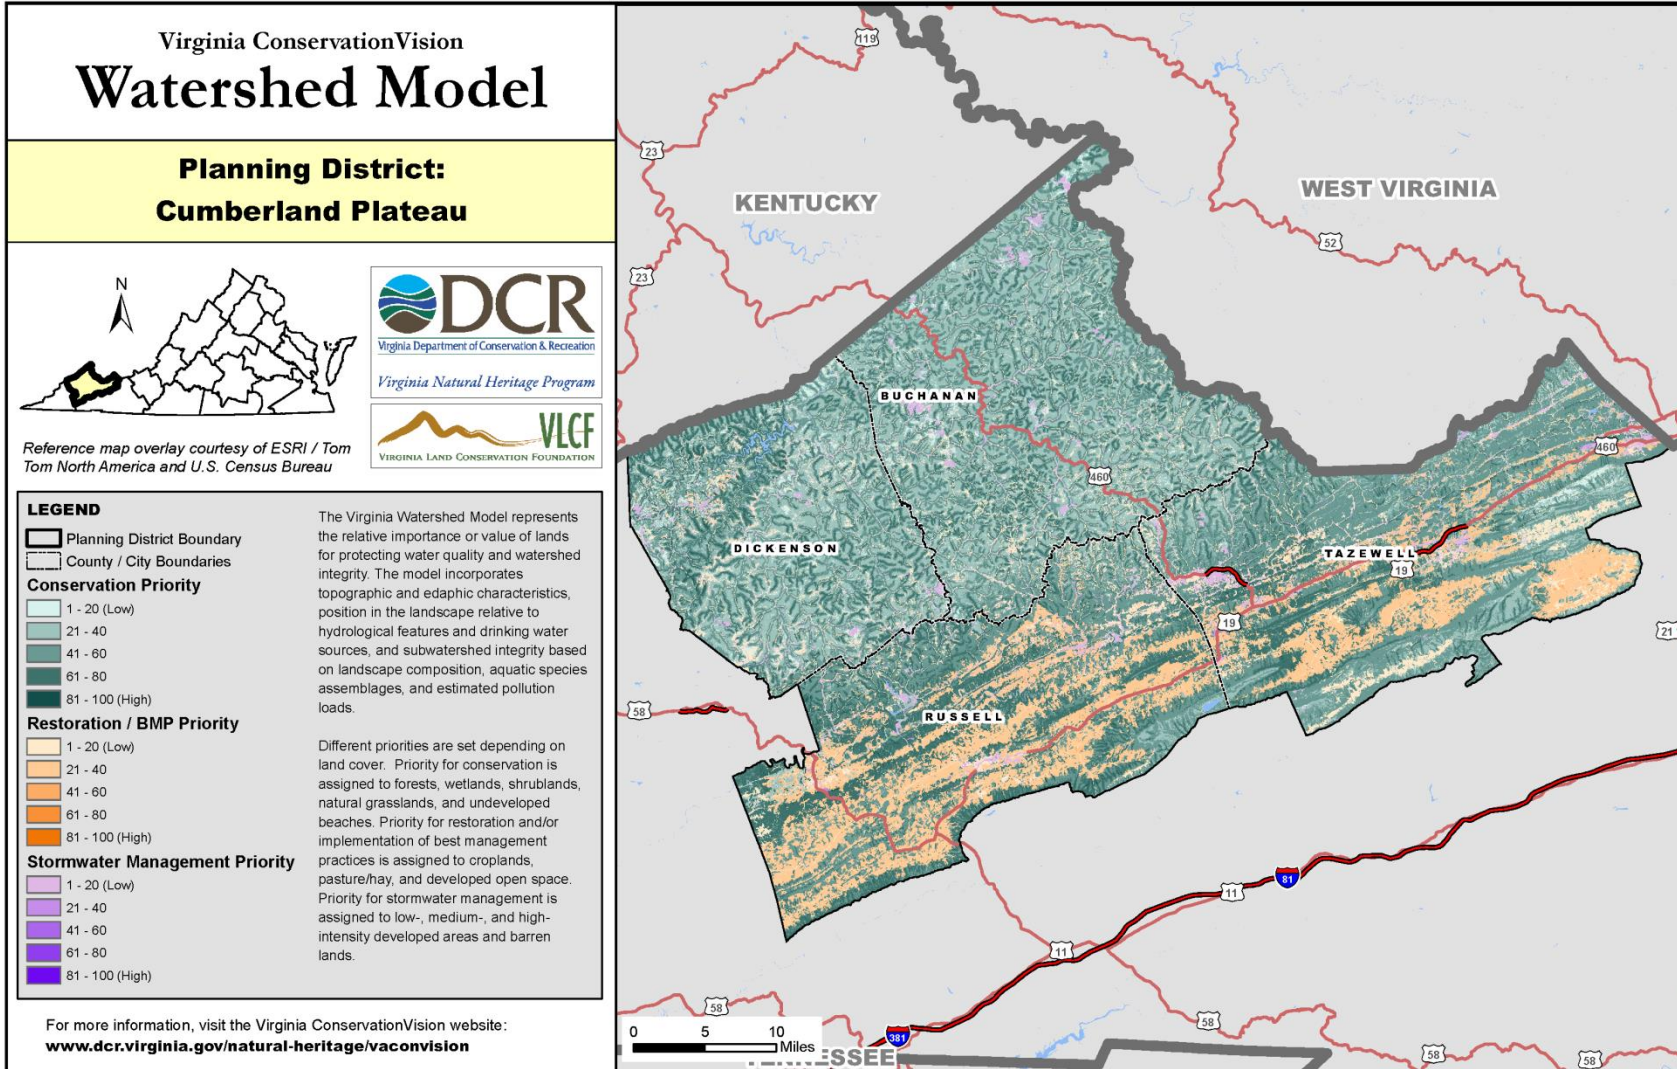 Virginia ConservationVision
Watershed Model
Planning District:
Cumberland Plateau
N
DCR
Virginia Department of Conservation & Recreation
Virginia Natural Heritage Program
VLCF
VIRGINIA LAND CONSERVATION FOUNDATION
Reference map overlay courtesy of ESRI / Tom
Tom North America and U.S. Census Bureau
LEGEND
Planning District Boundary
County / City Boundaries
Conservation Priority
1 - 20 (Low)
21 - 40
41 - 60
61 - 80
81 - 100 (High)
Restoration / BMP Priority
1 - 20 (Low)
21 - 40
41 - 60
61 - 80
81 - 100 (High)
Stormwater Management Priority
1 - 20 (Low)
21 - 40
41 - 60
61 - 80
81 - 100 (High)
The Virginia Watershed Model represents
the relative importance or value of lands
for protecting water quality and watershed
integrity. The model incorporates
topographic and edaphic characteristics,
position in the landscape relative to
hydrological features and drinking water
sources, and subwatershed integrity based
on landscape composition, aquatic species
assemblages, and estimated pollution
loads.
Different priorities are set depending on
land cover. Priority for conservation is
assigned to forests, wetlands, shrublands,
natural grasslands, and undeveloped
beaches. Priority for restoration and/or
implementation of best management
practices is assigned to croplands,
pasture/hay, and developed open space.
Priority for stormwater management is
assigned to low-, medium-, and high-
intensity developed areas and barren
lands.
For more information, visit the Virginia ConservationVision website:
www.dcr.virginia.gov/natural-heritage/vaconvision
119
23
KENTUCKY
WEST VIRGINIA
52
23
BUCHANAN
460
460
DICKENSON
TAZEWELL
19
19
21
58
RUSSELL
81
11
11
58
58
381
58
58
0 5 10
Miles
TENNESSEE